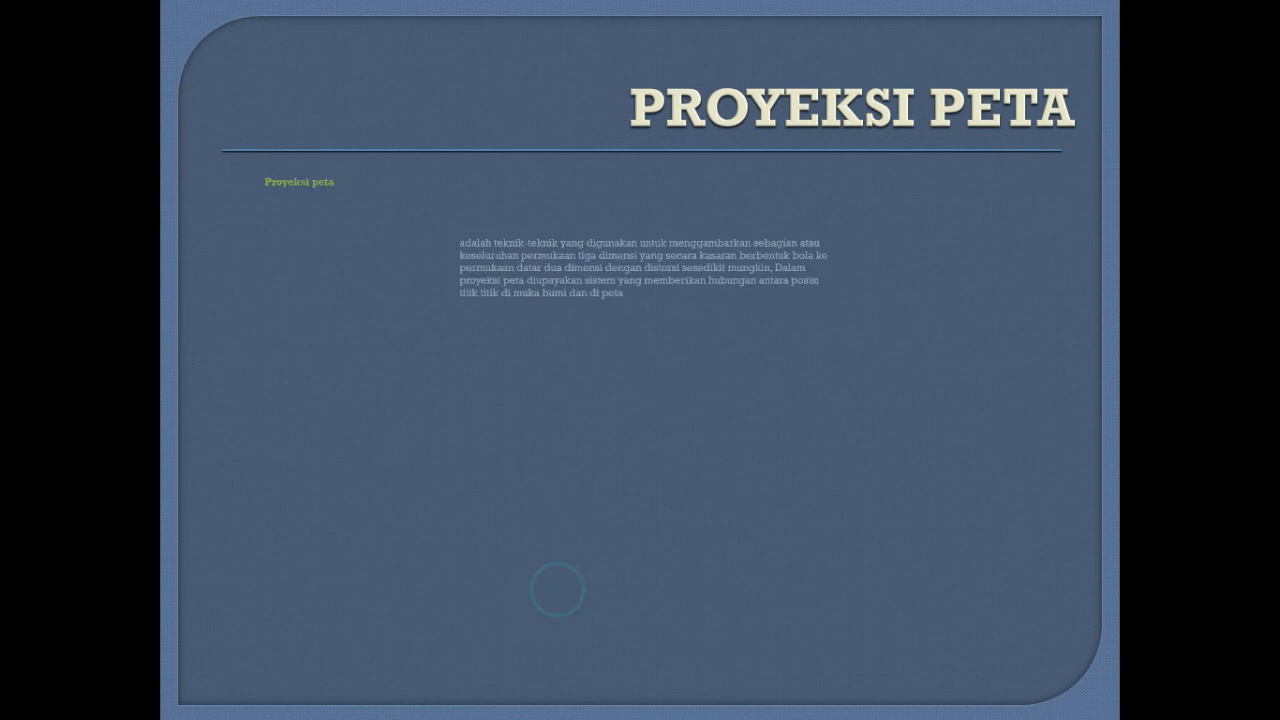 PROYEKSI PETA
Proyeksi peta
adalah teknik-teknik yang digunakan untuk menggambarkan sebagian atau
keseluruhan permukaan tiga dimensi yang secara kasaran berbentuk bola ke
permukaan datar dua dimensi dengan distorsi sesedikit mungkin, Dalam
proyeksi peta diupayakan sistem yang memberikan hubungan antara posisi
titik titik di muka bumi dan di peta